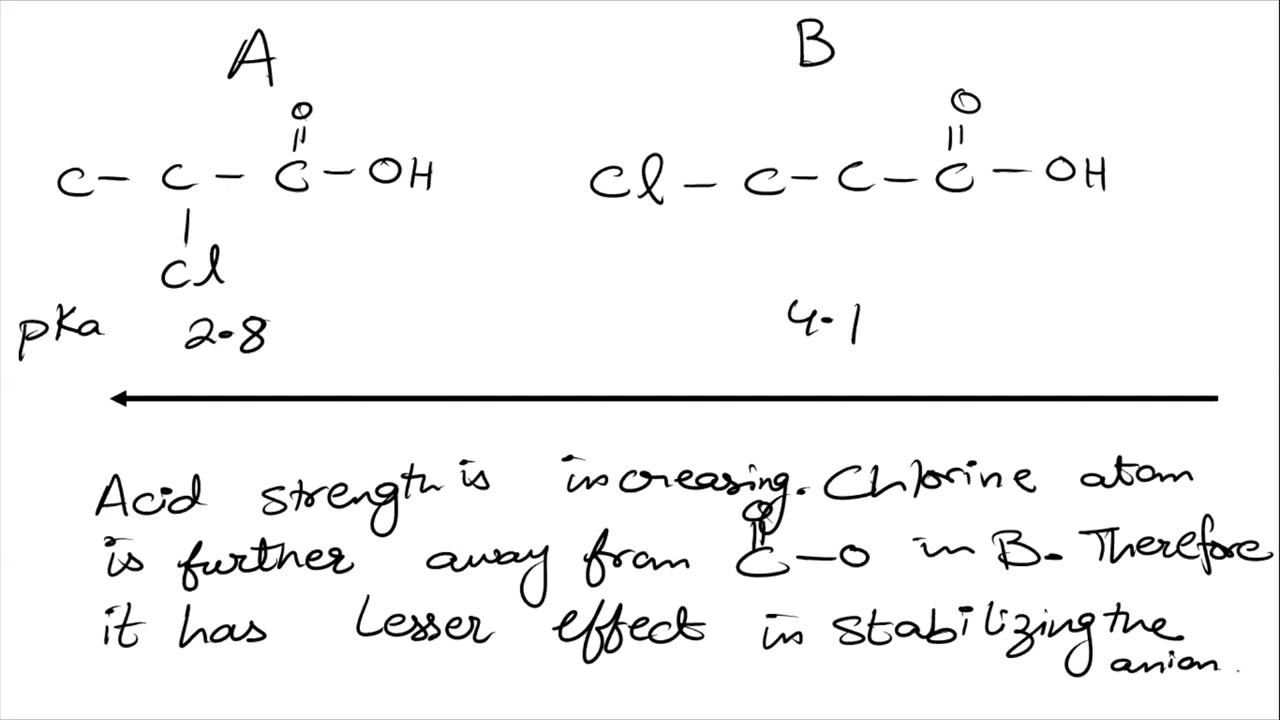 A B
O O
|| ||
C – C – C – OH Cl – C – C – C – OH
|
Cl
pKa 2.8 4.1
Acid strength is increasing. Chlorine atom
O
||
is further away from C – O in B. Therefore
it has Lesser effect in stabilizing the
anion.